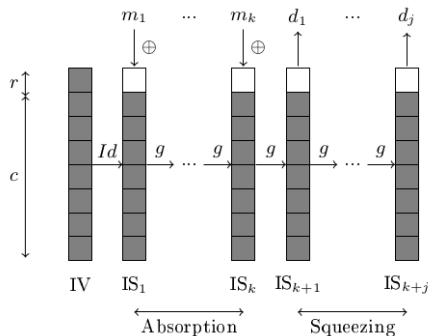 m₁ ... mₖ d₁ ... dⱼ
⊕ ⊕
r
c
Id g ... g g g ... g
IV IS₁ ISₖ ISₖ₊₁ ISₖ₊ⱼ
Absorption Squeezing